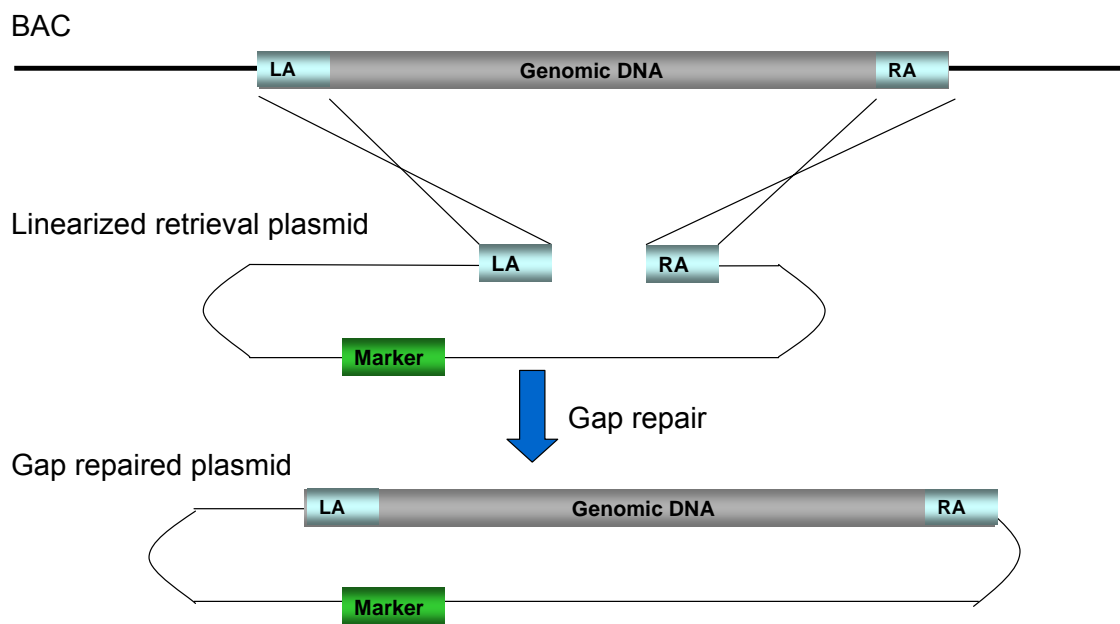 BAC
LA Genomic DNA RA
Linearized retrieval plasmid
LA RA
Marker
Gap repair
Gap repaired plasmid
LA Genomic DNA RA
Marker